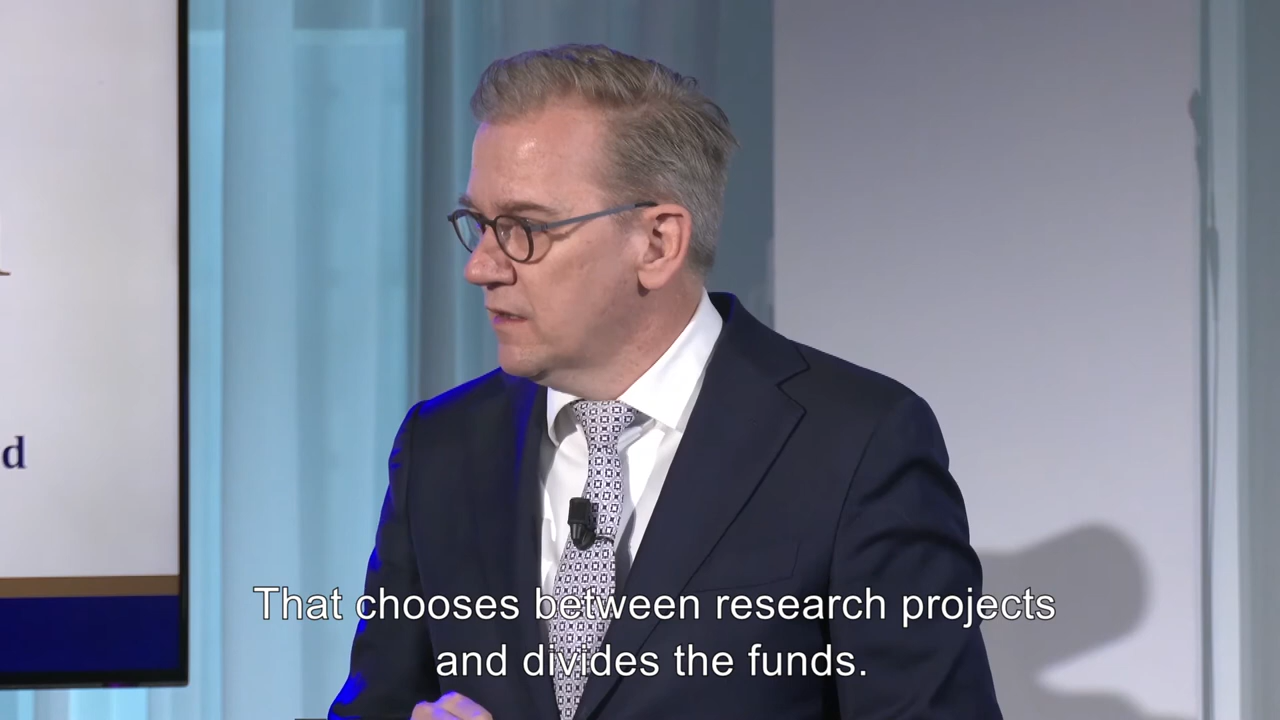 d
That chooses between research projects
and divides the funds.